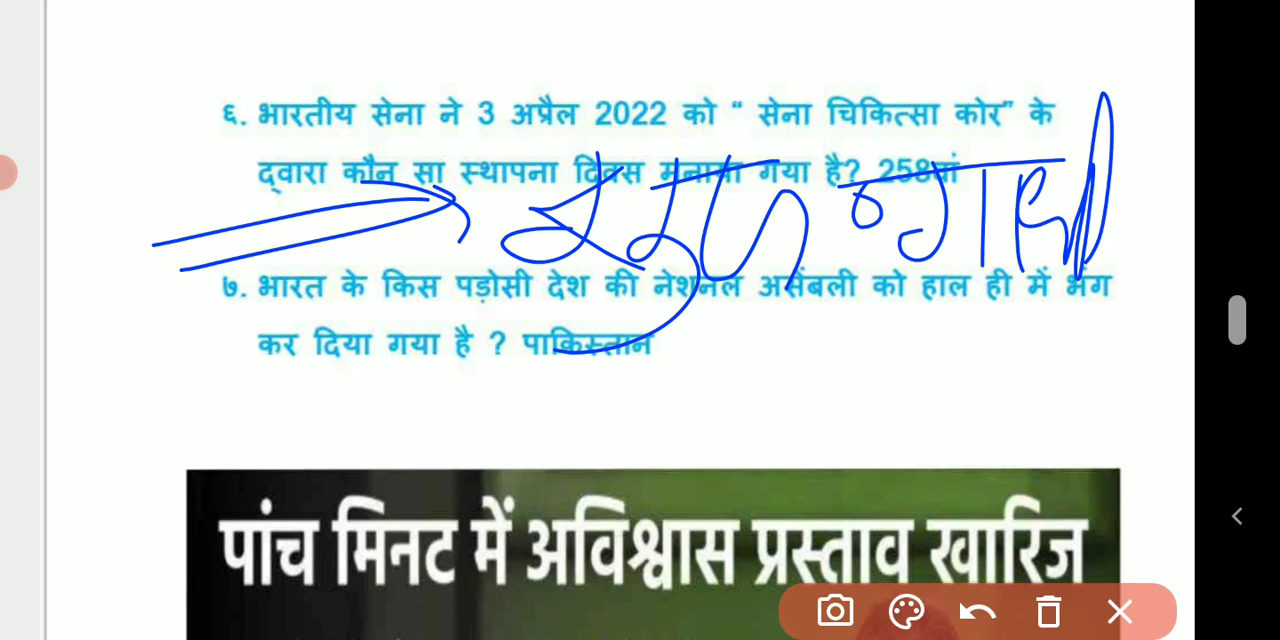 ६. भारतीय सेना ने 3 अप्रैल 2022 को “ सेना चिकित्सा कोर” के
द्वारा कौन सा स्थापना दिवस मनाया गया है? 258वां
७. भारत के किस पड़ोसी देश की नेशनल असेंबली को हाल ही में भंग
कर दिया गया है ? पाकिस्तान
पांच मिनट में अविश्वास प्रस्ताव खारिज